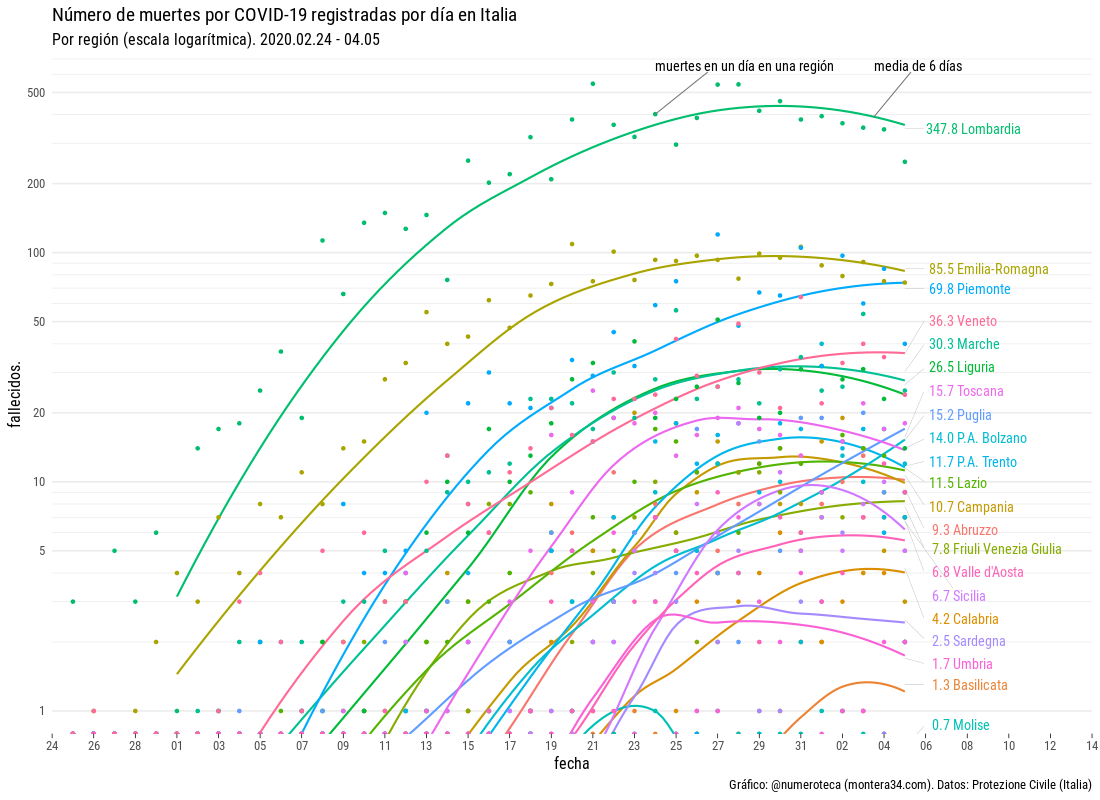 Número de muertes por COVID-19 registradas por día en Italia
Por región (escala logarítmica). 2020.02.24 - 04.05
muertes en un día en una región
media de 6 días
500
200
100
50
20
10
5
1
fallecidos.
347.8 Lombardia
85.5 Emilia-Romagna
69.8 Piemonte
36.3 Veneto
30.3 Marche
26.5 Liguria
15.7 Toscana
15.2 Puglia
14.0 P.A. Bolzano
11.7 P.A. Trento
11.5 Lazio
10.7 Campania
9.3 Abruzzo
7.8 Friuli Venezia Giulia
6.8 Valle d'Aosta
6.7 Sicilia
4.2 Calabria
2.5 Sardegna
1.7 Umbria
1.3 Basilicata
0.7 Molise
24 26 28 01 03 05 07 09 11 13 15 17 19 21 23 25 27 29 31 02 04 06 08 10 12 14
fecha
Gráfico: @numeroteca (montera34.com). Datos: Protezione Civile (Italia)